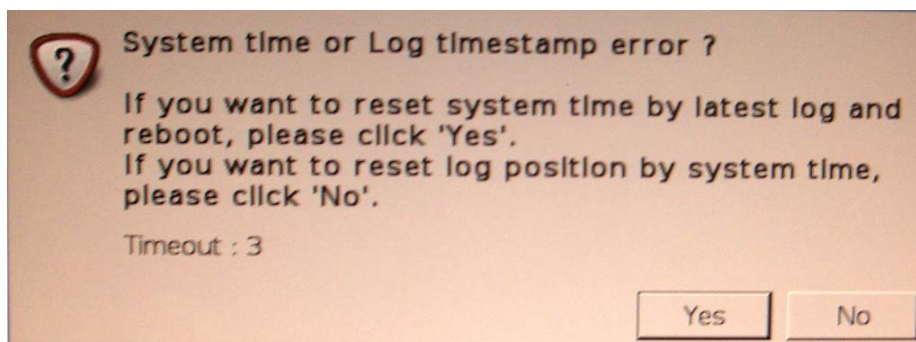 ?
System time or Log timestamp error ?
If you want to reset system time by latest log and
reboot, please click 'Yes'.
If you want to reset log position by system time,
please click 'No'.
Timeout : 3
Yes No